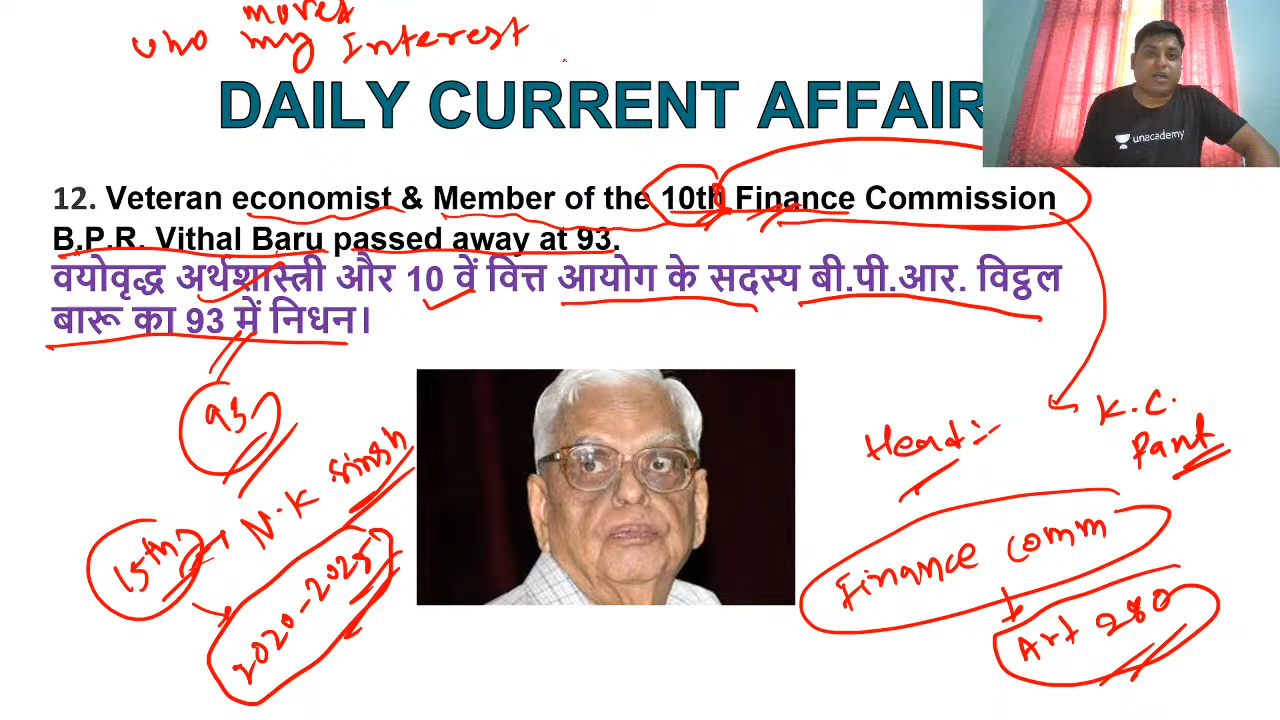 moves
who my Interest
DAILY CURRENT AFFAIR
unacademy
12. Veteran economist & Member of the 10th Finance Commission
B.P.R. Vithal Baru passed away at 93.
वयोवृद्ध अर्थशास्त्री और 10 वें वित्त आयोग के सदस्य बी.पी.आर. विट्ठल
बारू का 93 में निधन।
93
K.C.
Pant
Head:-
15th N.K Singh
2020-2025
Finance comm
Art 280